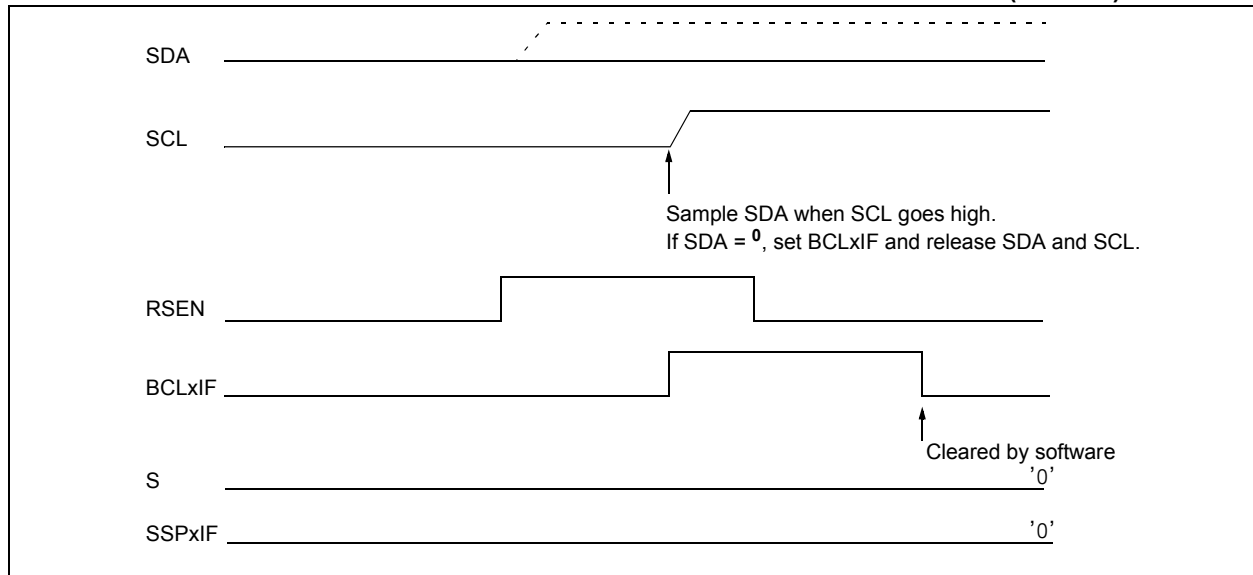 SDA
SCL
Sample SDA when SCL goes high.
If SDA = 0, set BCLxIF and release SDA and SCL.
RSEN
BCLxIF
Cleared by software
S
'0'
SSPxIF
'0'